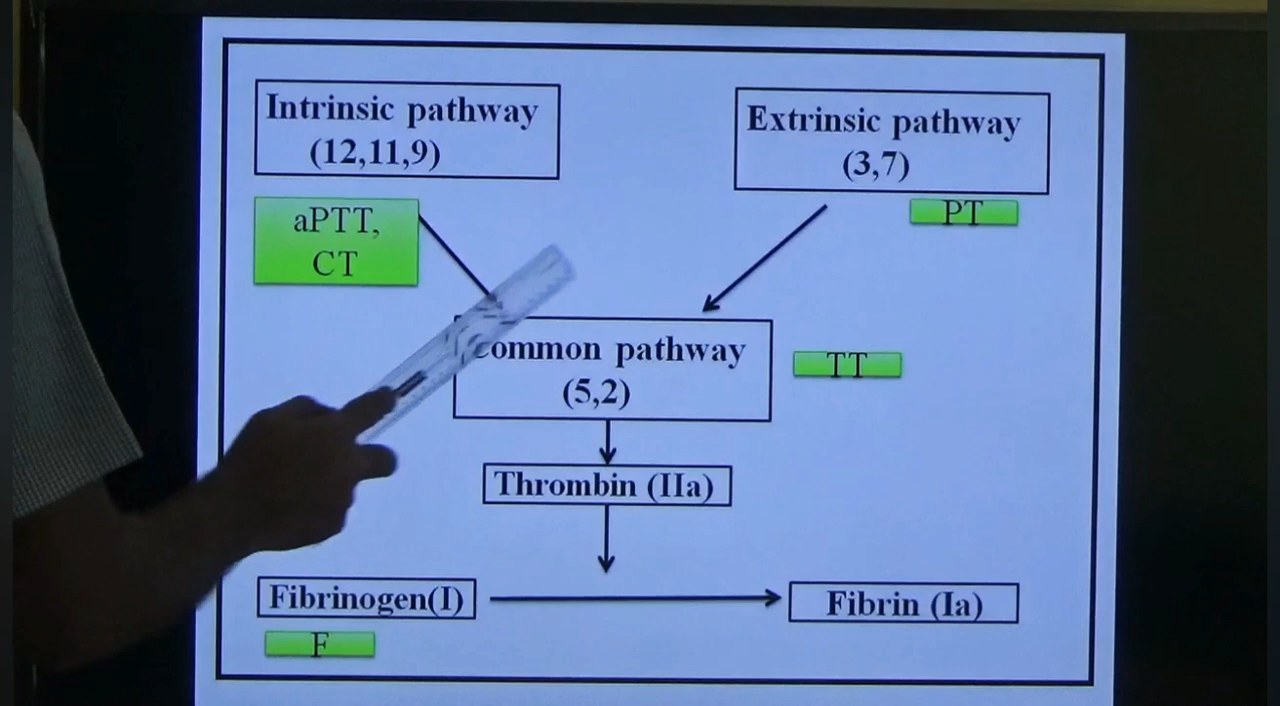 Intrinsic pathway
(12,11,9)
Extrinsic pathway
(3,7)
aPTT,
CT
PT
Common pathway
(5,2)
TT
Thrombin (IIa)
Fibrinogen(I)
Fibrin (Ia)
F